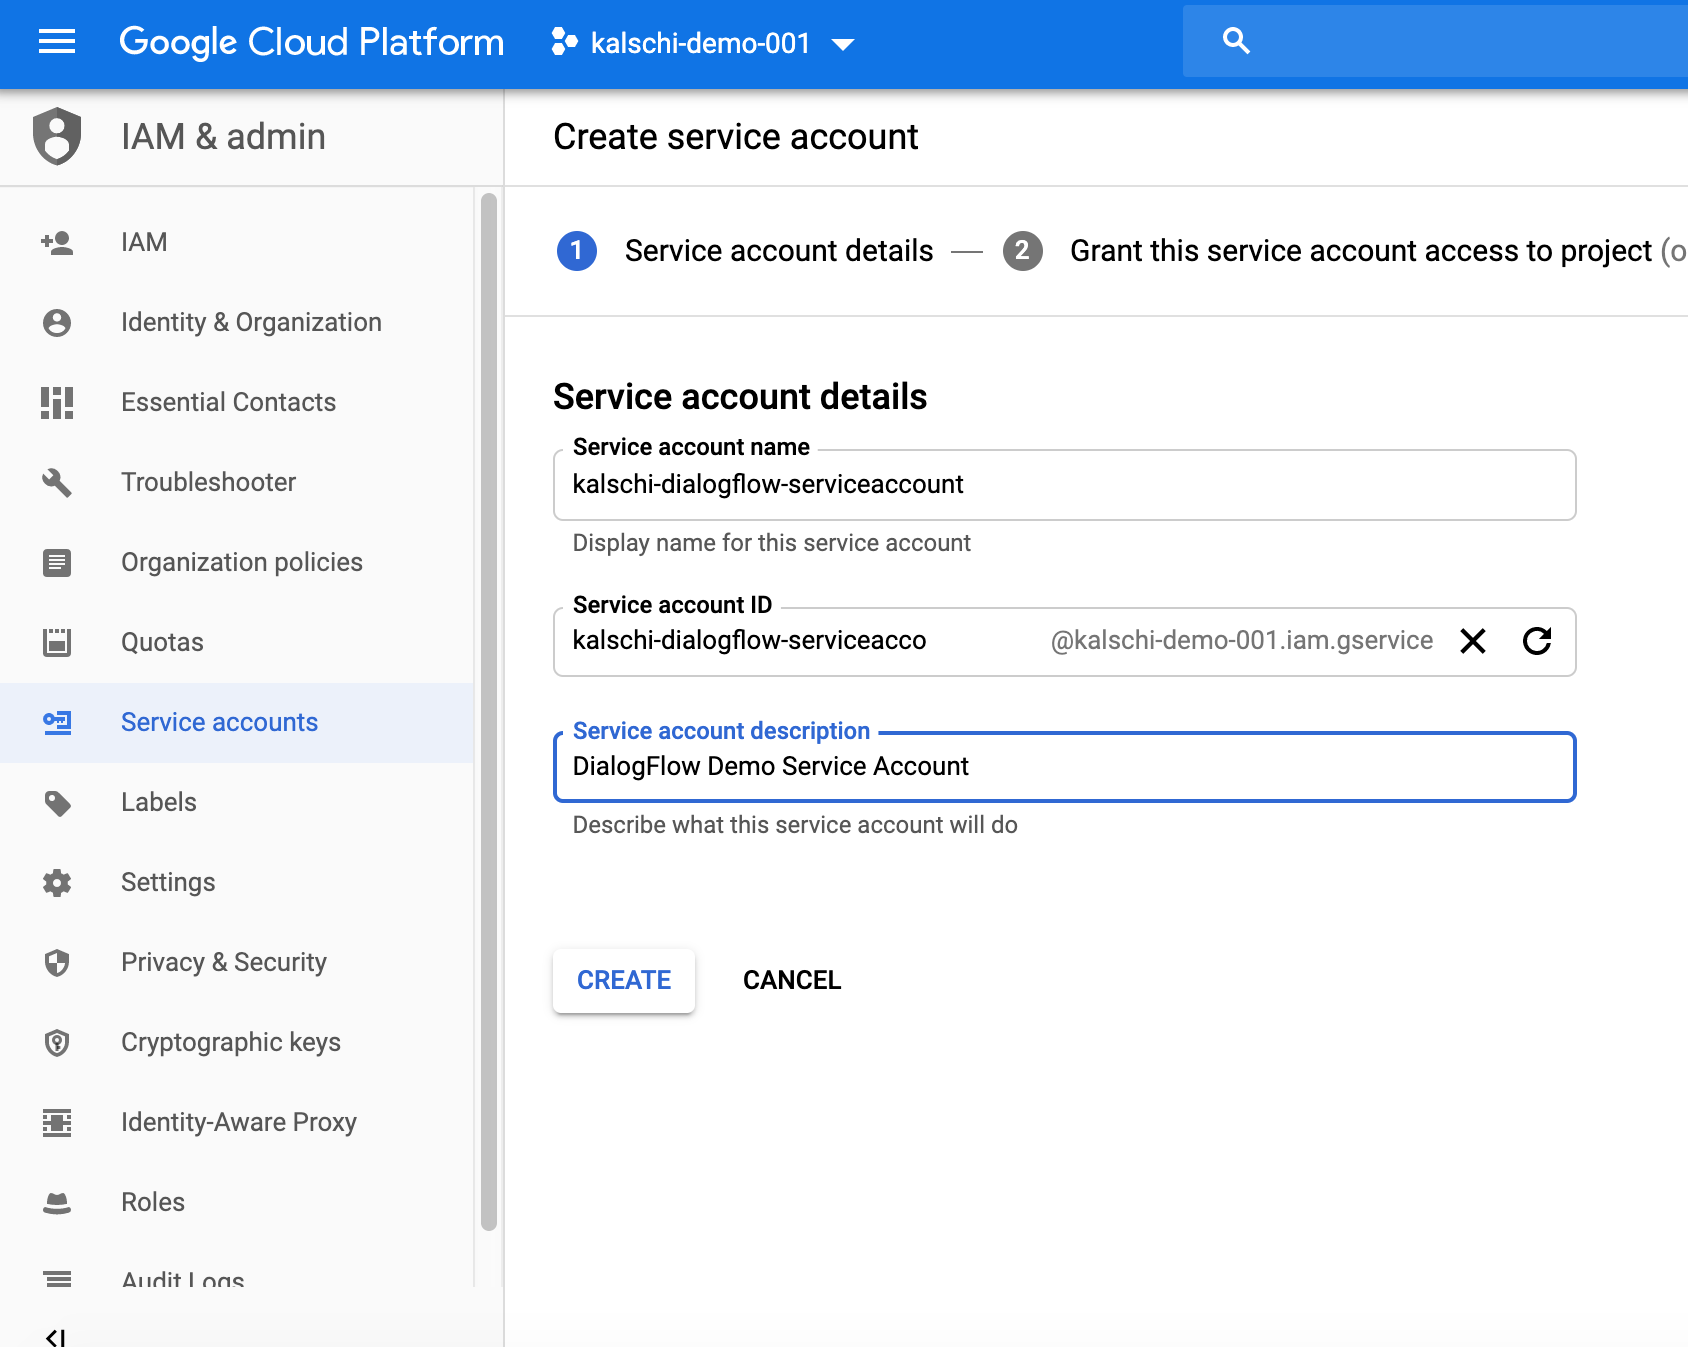 Google Cloud Platform
kalschi-demo-001
IAM & admin
Create service account
IAM
Identity & Organization
Essential Contacts
Troubleshooter
Organization policies
Quotas
Service accounts
Labels
Settings
Privacy & Security
Cryptographic keys
Identity-Aware Proxy
Roles
Audit Logs
1 Service account details — 2 Grant this service account access to project (o
Service account details
Service account name
kalschi-dialogflow-serviceaccount
Display name for this service account
Service account ID
kalschi-dialogflow-serviceacco @kalschi-demo-001.iam.gservice
Service account description
DialogFlow Demo Service Account
Describe what this service account will do
CREATE CANCEL